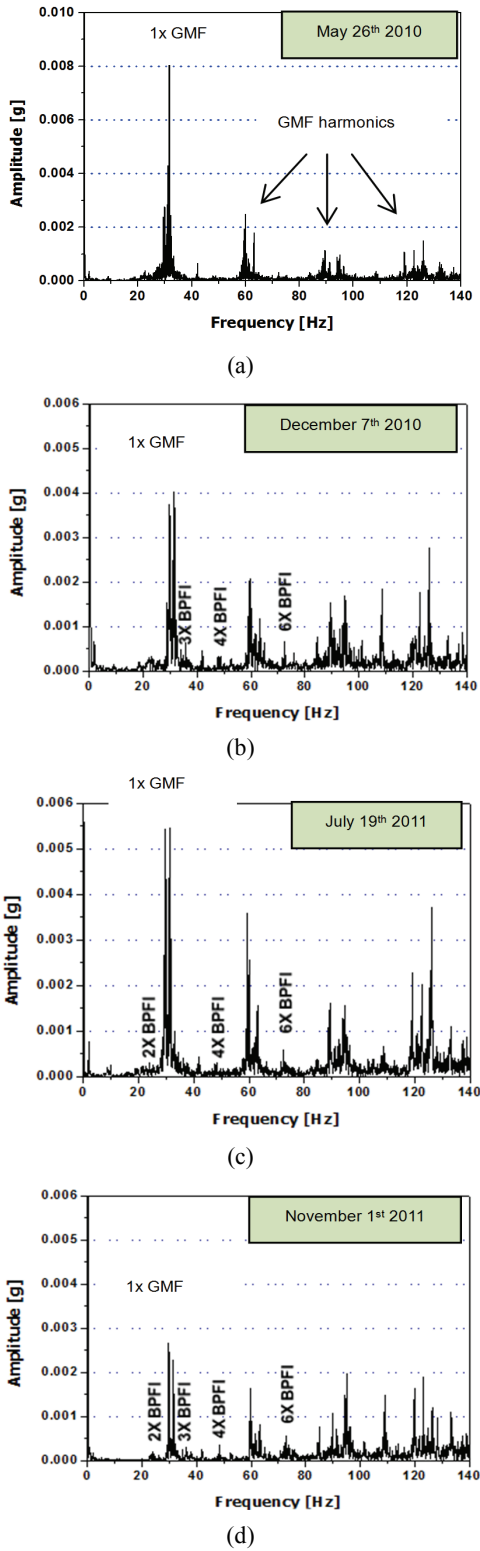 0.010
1x GMF
May 26th 2010
0.008
0.006
GMF harmonics
0.004
0.002
0.000
Amplitude [g]
0 20 40 60 80 100 120 140
Frequency [Hz]
(a)
0.006
December 7th 2010
1x GMF
0.005
0.004
0.003
0.002
0.001
0.000
Amplitude [g]
3X BPFI
4X BPFI
6X BPFI
0 20 40 60 80 100 120 140
Frequency [Hz]
(b)
1x GMF
0.006
July 19th 2011
0.005
0.004
0.003
0.002
0.001
0.000
Amplitude [g]
2X BPFI
4X BPFI
6X BPFI
0 20 40 60 80 100 120 140
Frequency [Hz]
(c)
0.006
November 1st 2011
0.005
0.004
1x GMF
0.003
0.002
0.001
0.000
Amplitude [g]
2X BPFI
3X BPFI
4X BPFI
6X BPFI
0 20 40 60 80 100 120 140
Frequency [Hz]
(d)